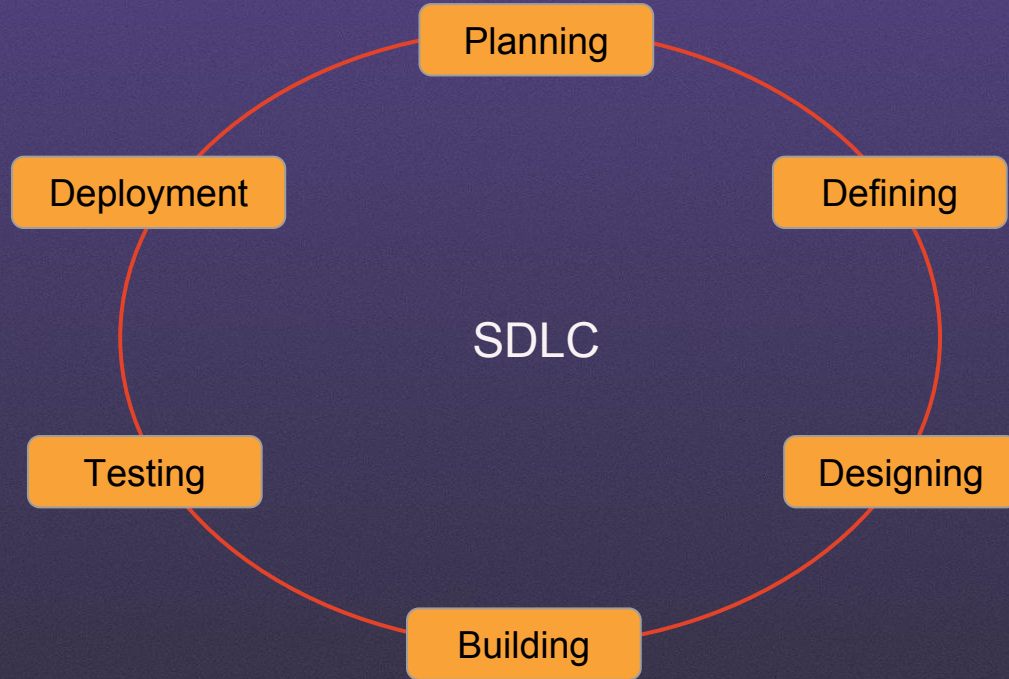 Planning
Deployment
Defining
SDLC
Testing
Designing
Building